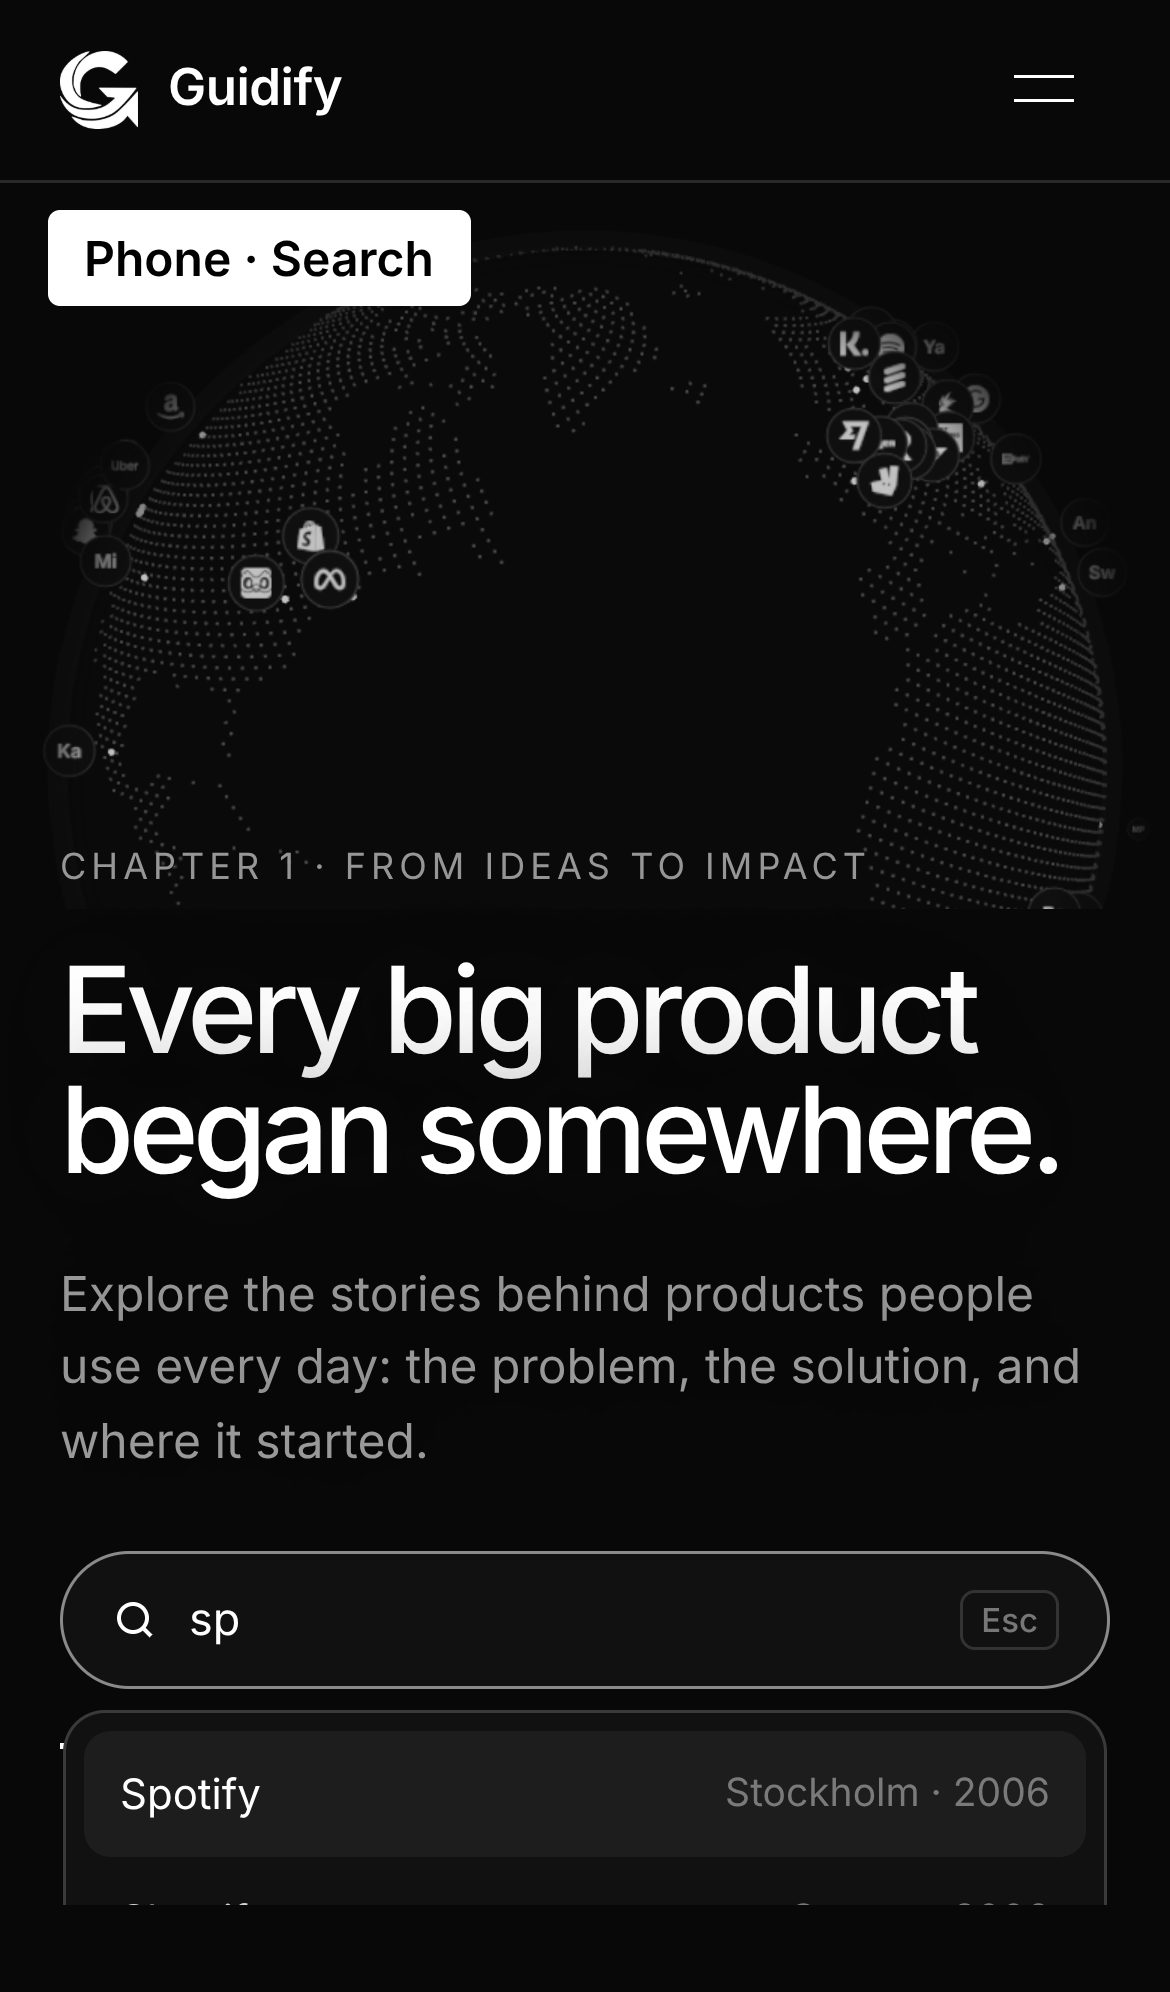 Guidify
Phone · Search
K.
Ya
a
Uber
An
Mi
Sw
Ka
CHAPTER 1 · FROM IDEAS TO IMPACT
Every big product
began somewhere.
Explore the stories behind products people
use every day: the problem, the solution, and
where it started.
sp
Esc
Spotify
Stockholm · 2006